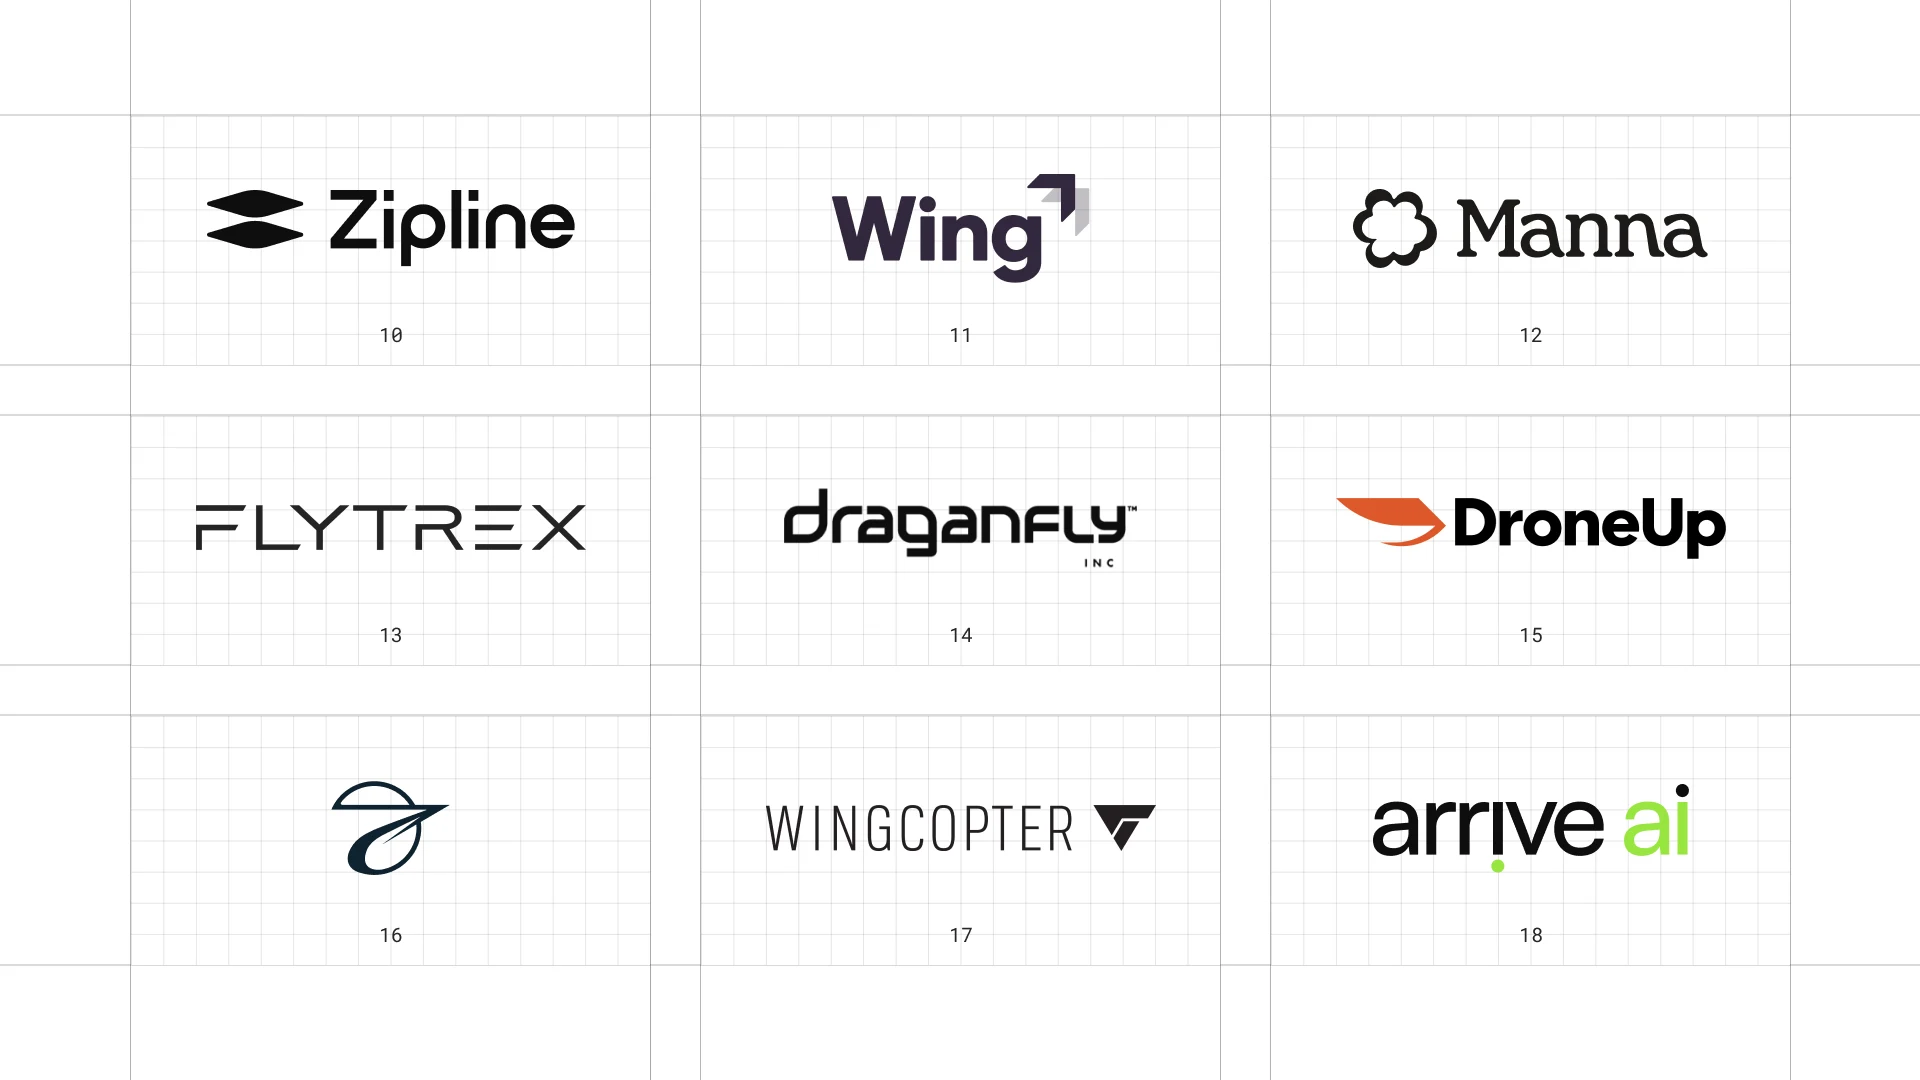 Zipline
Wing
Manna
10
11
12
FLYTREX
draganfly™
INC
DroneUp
13
14
15
WINGCOPTER
arrive ai
16
17
18